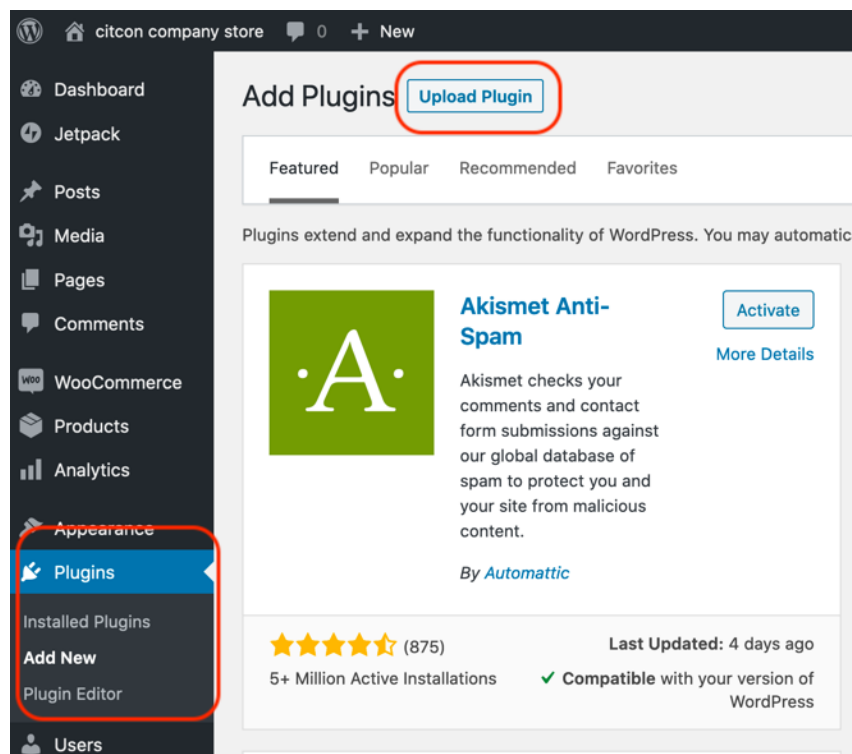 citcon company store 0 + New
Dashboard
Jetpack
Posts
Media
Pages
Comments
Woo WooCommerce
Products
Analytics
Appearance
Plugins
Installed Plugins
Add New
Plugin Editor
Users
Add Plugins Upload Plugin
Featured Popular Recommended Favorites
Plugins extend and expand the functionality of WordPress. You may automatic
·A·
Akismet Anti-
Spam
Activate
More Details
Akismet checks your
comments and contact
form submissions against
our global database of
spam to protect you and
your site from malicious
content.
By Automattic
(875)
5+ Million Active Installations
Last Updated: 4 days ago
✓ Compatible with your version of
WordPress